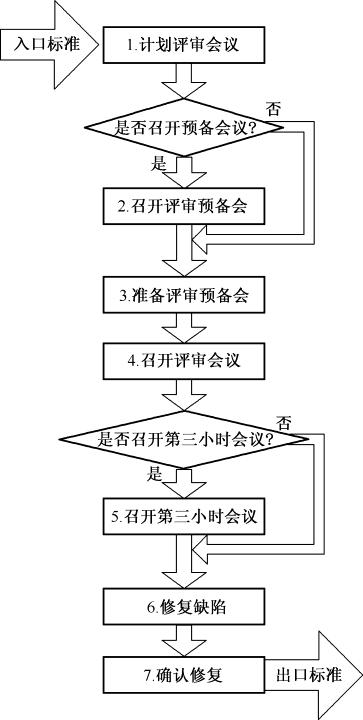 入口标准
1.计划评审会议
是否召开预备会议?
否
是
2.召开评审预备会
3.准备评审预备会
4.召开评审会议
是否召开第三小时会议?
否
是
5.召开第三小时会议
6.修复缺陷
7.确认修复
出口标准